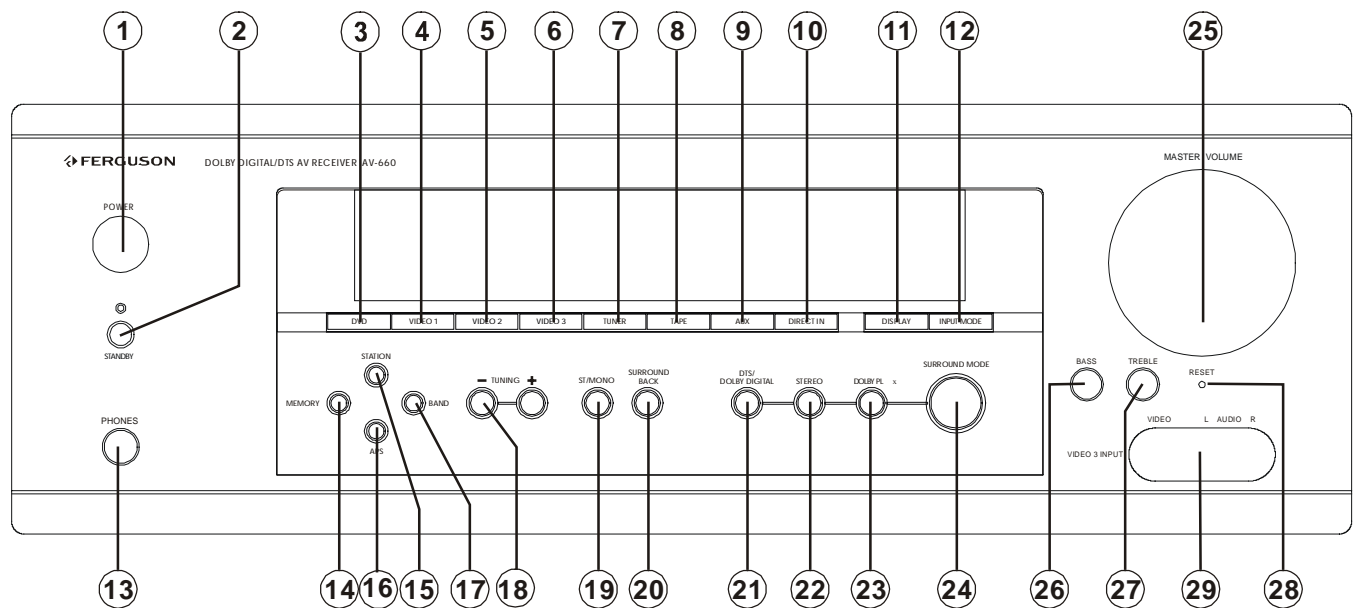 1 2 3 4 5 6 7 8 9 10 11 12 25
FERGUSON DOLBY DIGITAL/DTS AV RECEIVER AV-660
MASTER VOLUME
POWER
DVD VIDEO 1 VIDEO 2 VIDEO 3 TUNER TAPE AUX DIRECT IN DISPLAY INPUT MODE
STANDBY
STATION
MEMORY
BAND
APS
− TUNING +
ST/MONO
SURROUND
BACK
DTS/
DOLBY DIGITAL
STEREO
DOLBY PL x
SURROUND MODE
BASS
TREBLE
RESET
PHONES
VIDEO L AUDIO R
VIDEO 3 INPUT
13 14 16 15 17 18 19 20 21 22 23 24 26 27 29 28